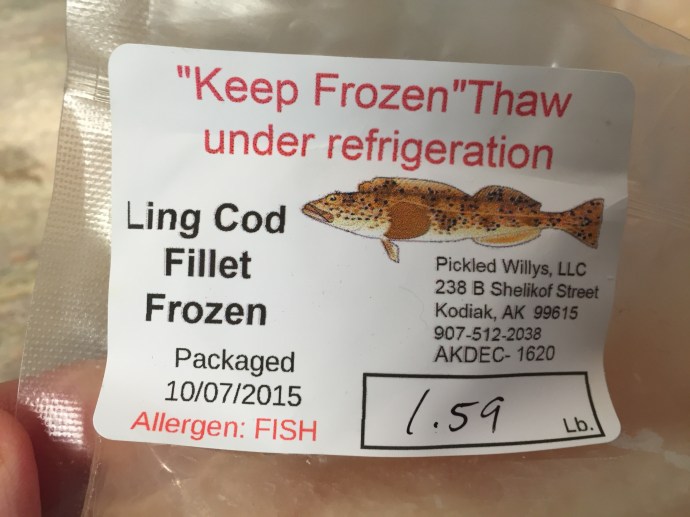 "Keep Frozen"Thaw
under refrigeration
Ling Cod
Fillet
Frozen
Packaged
10/07/2015
Allergen: FISH
Pickled Willys, LLC
238 B Shelikof Street
Kodiak, AK 99615
907-512-2038
AKDEC- 1620
1.59 Lb.